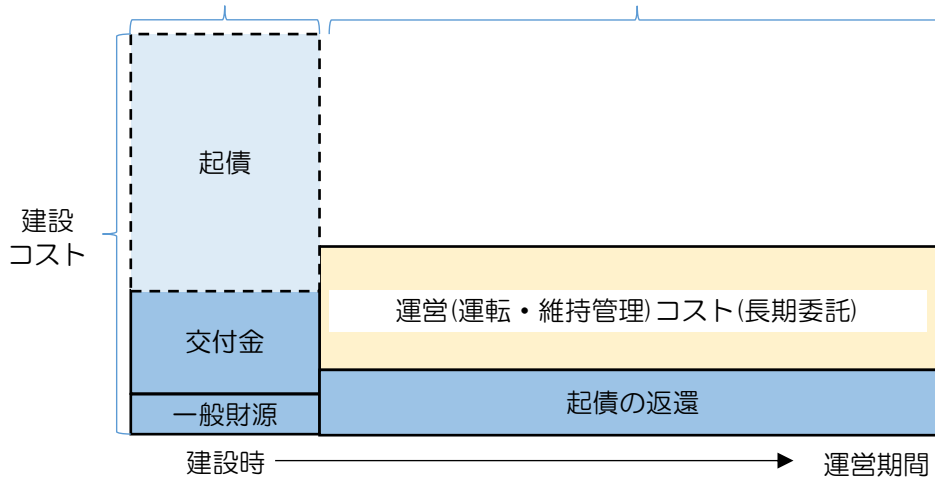 起債
建設
コスト
運営(運転・維持管理)コスト(長期委託)
交付金
起債の返還
一般財源
建設時
運営期間